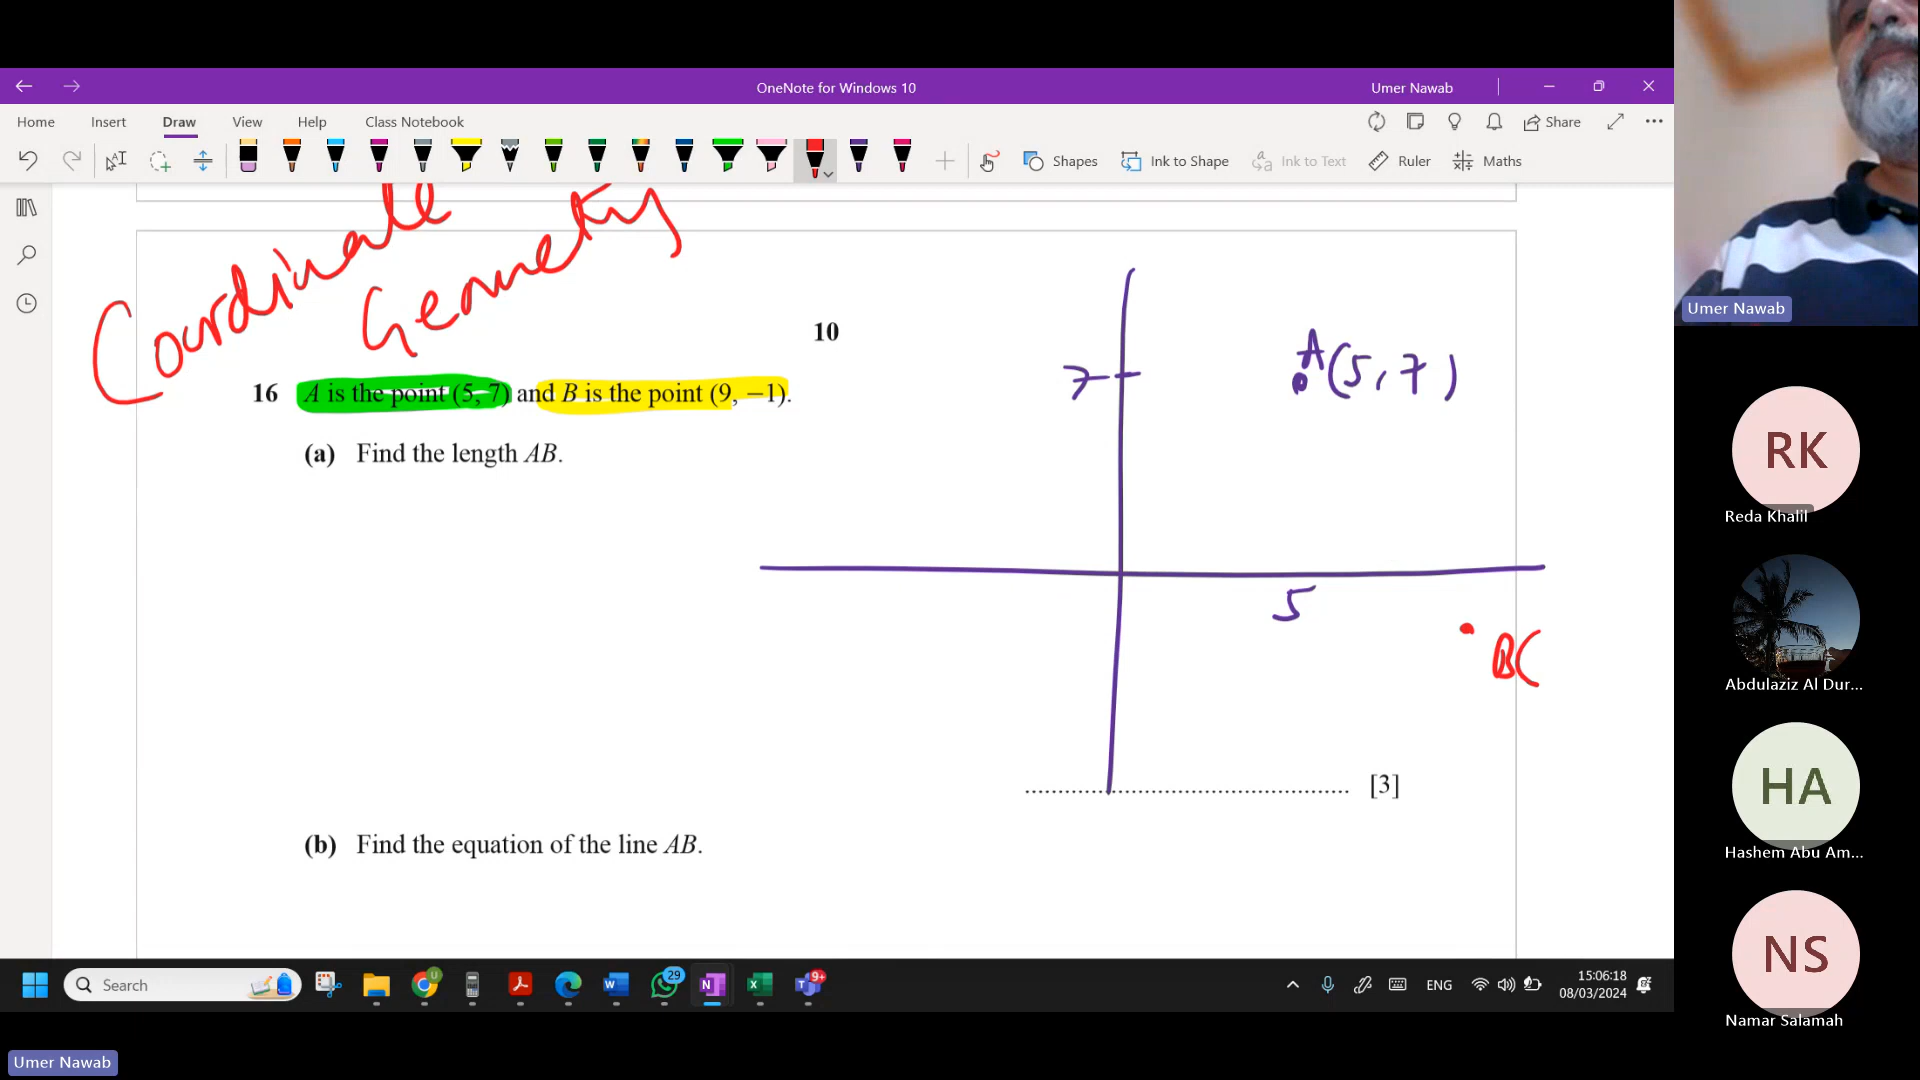 OneNote for Windows 10
Umer Nawab
Home Insert Draw View Help Class Notebook
Share
Shapes Ink to Shape Ink to Text Ruler Maths
Coordinate
Geometry
10
16 A is the point (5, 7) and B is the point (9, −1).
(a) Find the length AB.
7
A(5, 7)
5
B(
........................................ [3]
(b) Find the equation of the line AB.
Umer Nawab
RK
Reda Khalil
Abdulaziz Al Dur...
HA
Hashem Abu Am...
NS
Namar Salamah
Search
U
29
9+
ENG
15:06:18
08/03/2024
Umer Nawab